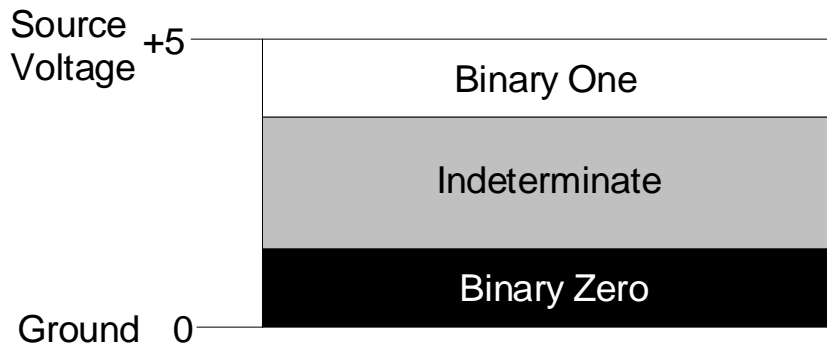 Source
Voltage
+5
Binary One
Indeterminate
Binary Zero
Ground 0